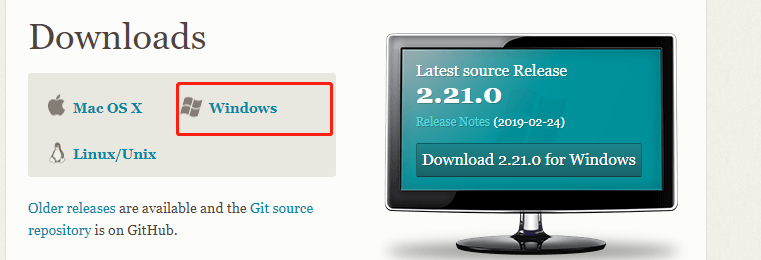 Downloads
Mac OS X
Windows
Linux/Unix
Older releases are available and the Git source
repository is on GitHub.
Latest source Release
2.21.0
Release Notes (2019-02-24)
Download 2.21.0 for Windows